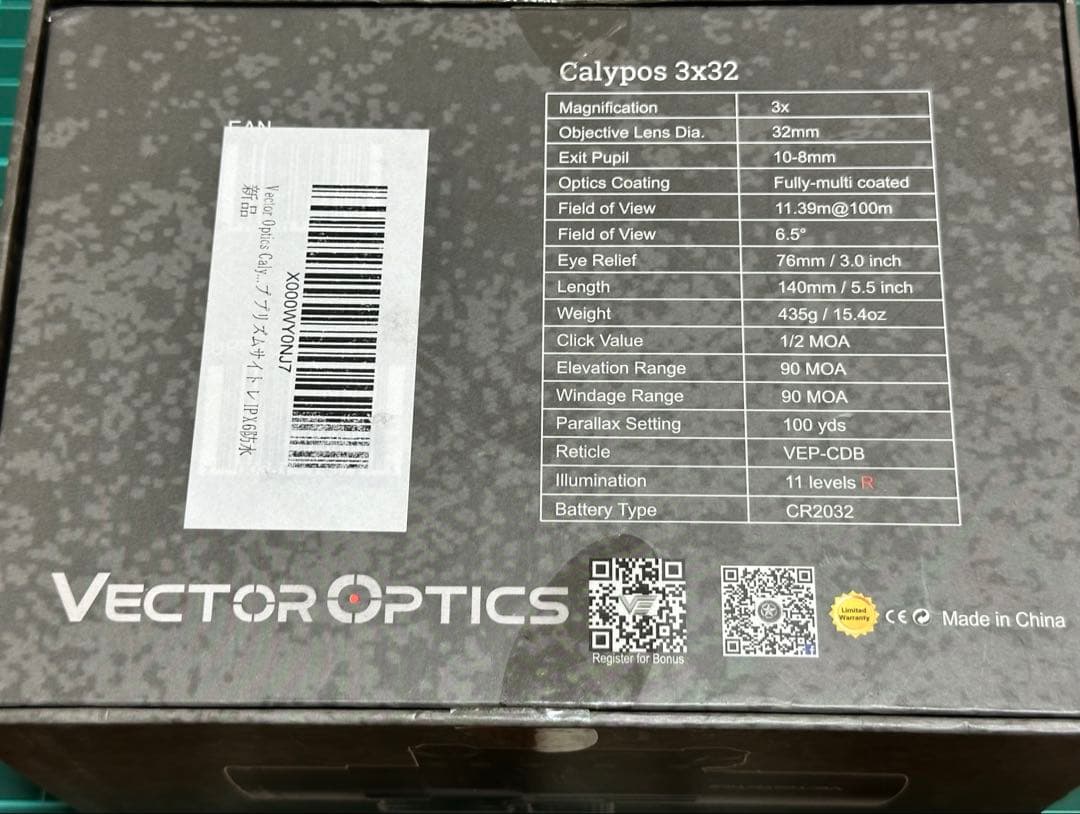 Calypos 3x32
Magnification 3x
Objective Lens Dia. 32mm
Exit Pupil 10-8mm
Optics Coating Fully-multi coated
Field of View 11.39m@100m
Field of View 6.5°
Eye Relief 76mm / 3.0 inch
Length 140mm / 5.5 inch
Weight 435g / 15.4oz
Click Value 1/2 MOA
Elevation Range 90 MOA
Windage Range 90 MOA
Parallax Setting 100 yds
Reticle VEP-CDB
Illumination 11 levels R
Battery Type CR2032
EAN
X000WY0NJ7
Vector Optics Caly...プ プリズムサイト レ IPX6防水
新品
VECTOR OPTICS
Register for Bonus
Limited
Warranty
CE
Made in China